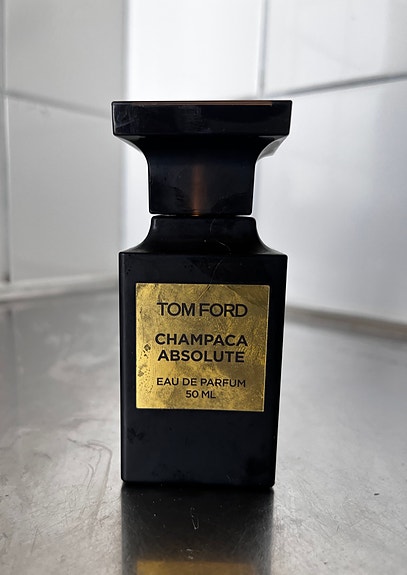 TOM FORD
CHAMPACA
ABSOLUTE
EAU DE PARFUM
50 ML